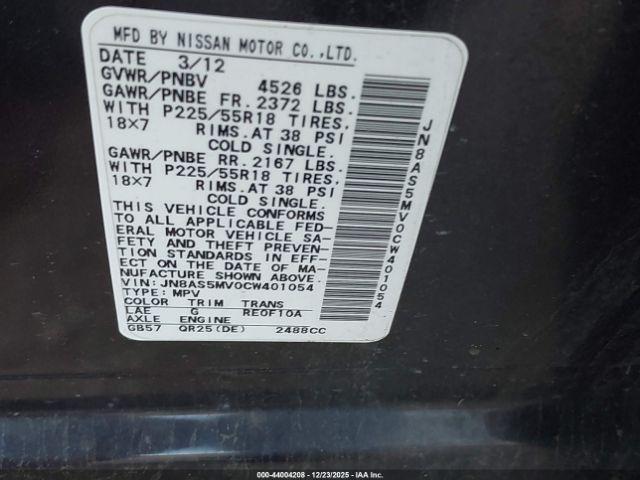 MFD BY NISSAN MOTOR CO.,LTD.
DATE 3/12
GVWR/PNBV 4526 LBS.
GAWR/PNBE FR. 2372 LBS.
WITH P225/55R18 TIRES,
18×7 RIMS.AT 38 PSI
COLD SINGLE.
GAWR/PNBE RR. 2167 LBS.
WITH P225/55R18 TIRES,
18×7 RIMS.AT 38 PSI
COLD SINGLE.
THIS VEHICLE CONFORMS
TO ALL APPLICABLE FED-
ERAL MOTOR VEHICLE SA-
FETY AND THEFT PREVEN-
TION STANDARDS IN EFF-
ECT ON THE DATE OF MA-
NUFACTURE SHOWN ABOVE.
VIN: JN8AS5MV0CW401054
TYPE: MPV
COLOR TRIM TRANS
LAE G RE0F10A
AXLE ENGINE
GB57 QR25(DE) 2488CC
JN8AS5MV0CW401054
000-44004208 - 12/23/2025 - IAA Inc.